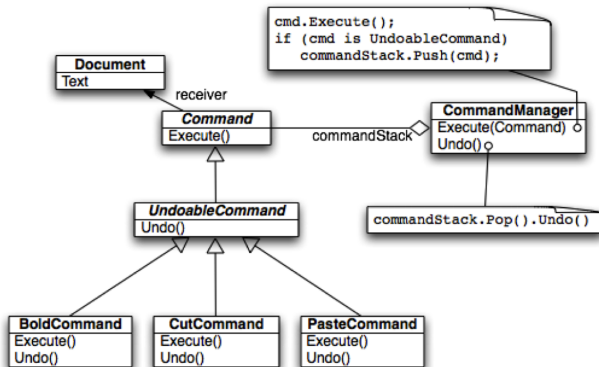 cmd.Execute();
if (cmd is UndoableCommand)
commandStack.Push(cmd);
Document
Text
receiver
Command
Execute()
commandStack
CommandManager
Execute(Command)
Undo()
UndoableCommand
Undo()
commandStack.Pop().Undo()
BoldCommand
Execute()
Undo()
CutCommand
Execute()
Undo()
PasteCommand
Execute()
Undo()